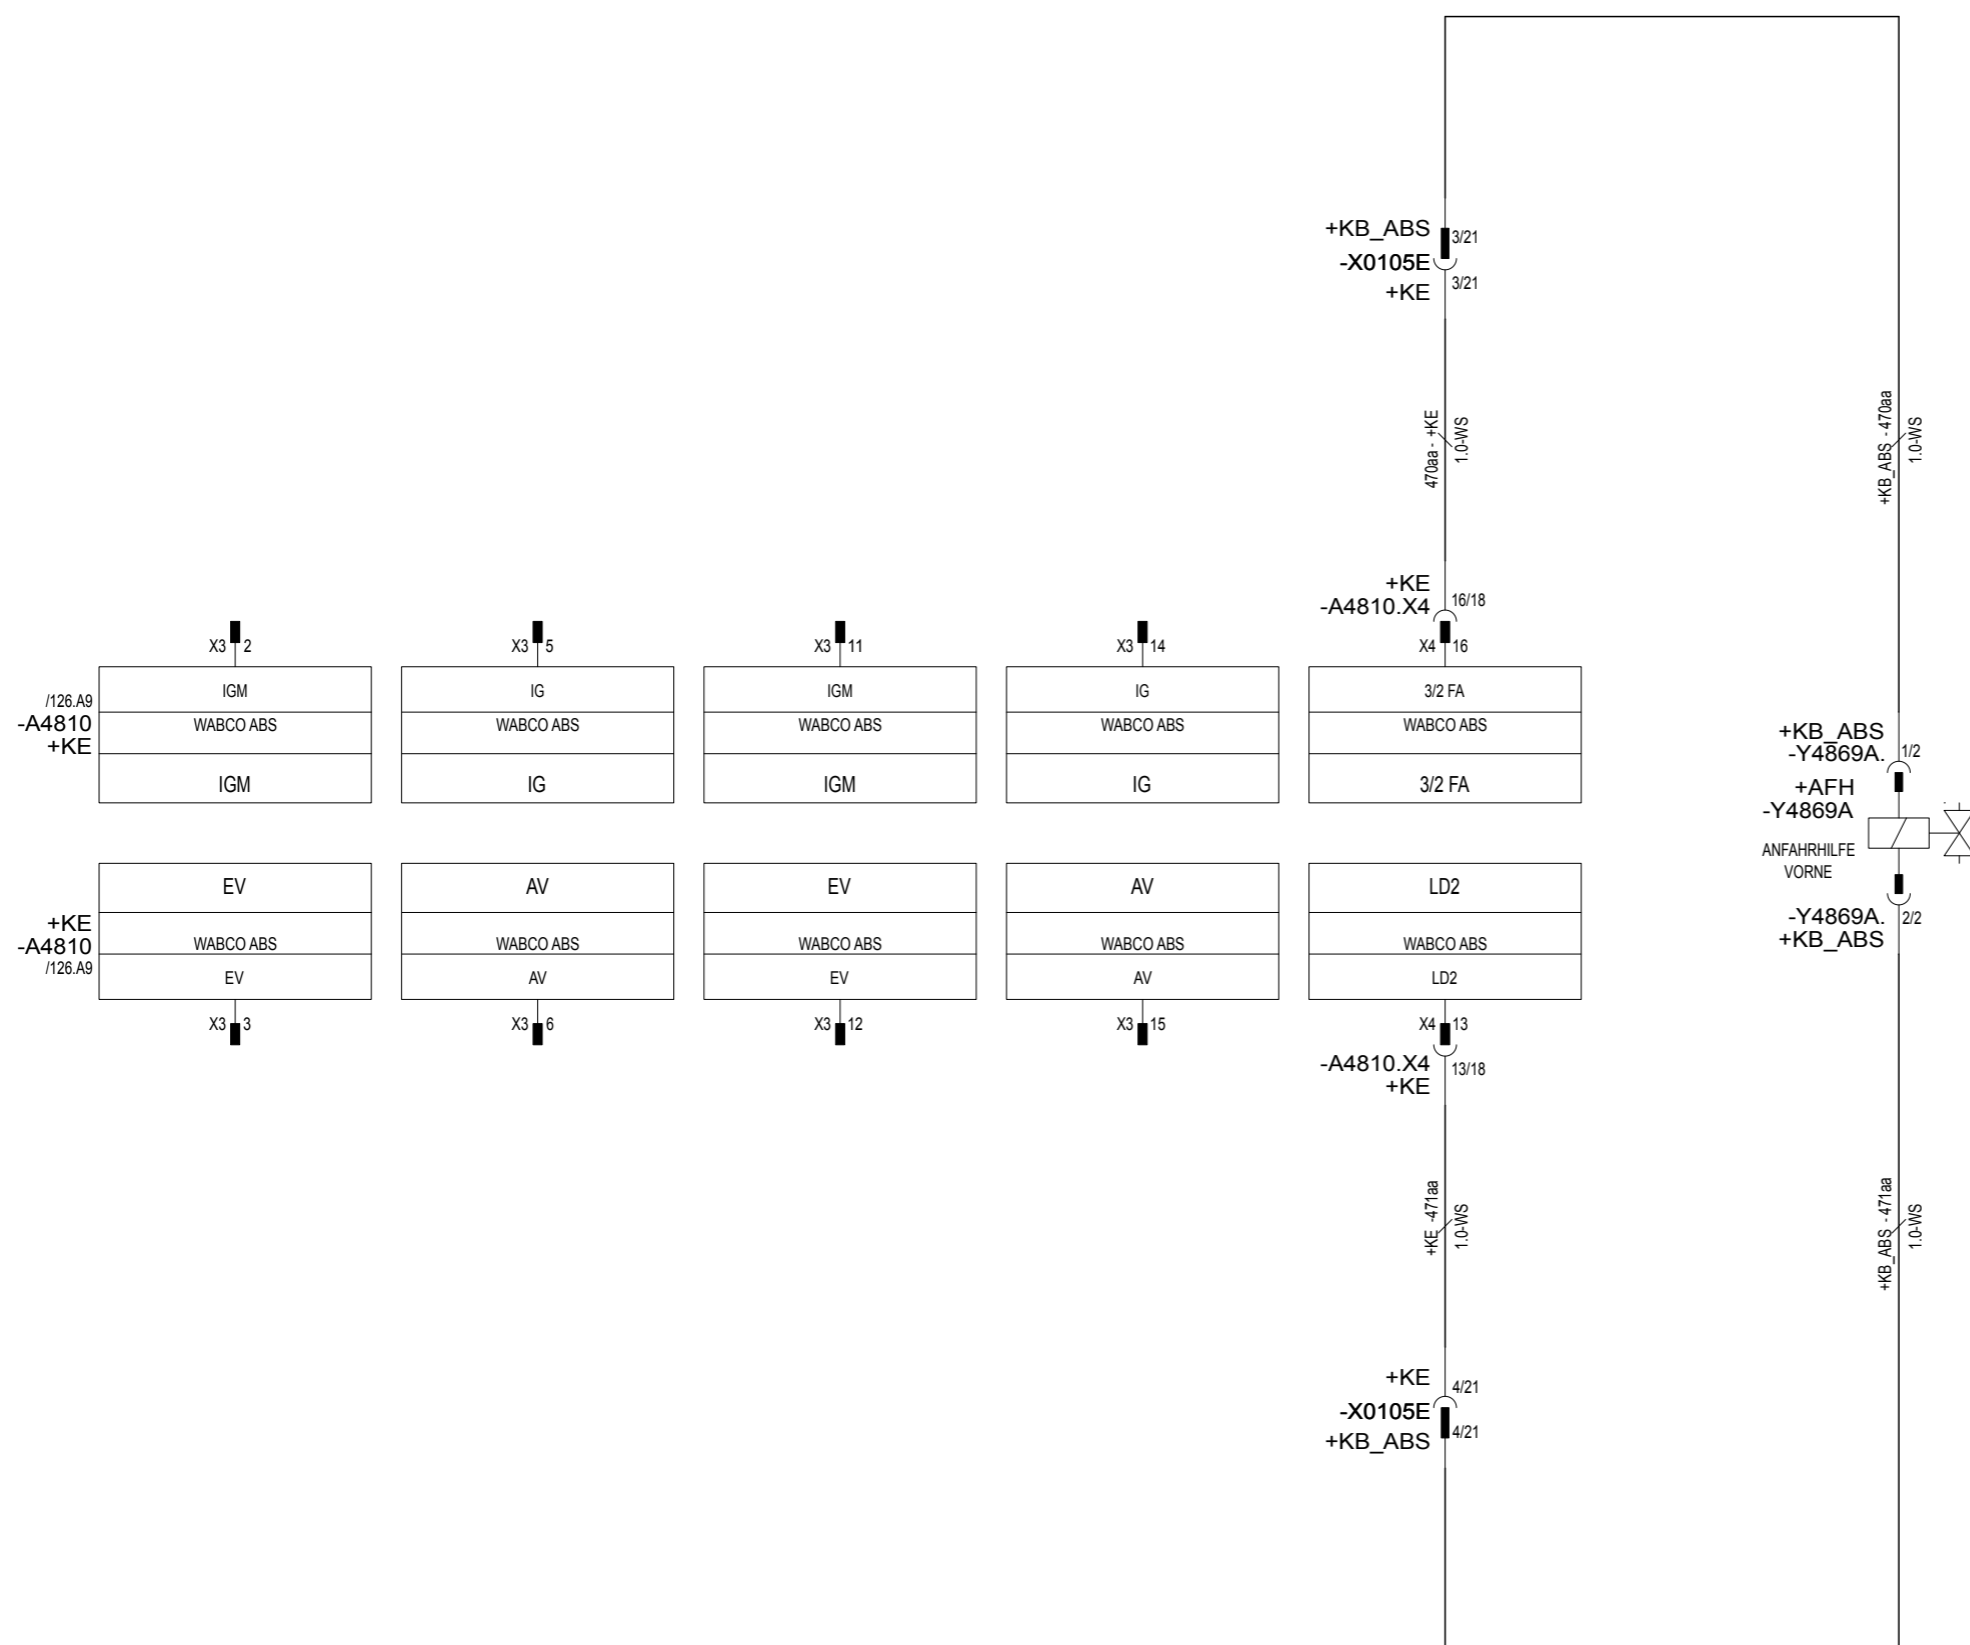 +KB_ABS
3/21
-X0105E
3/21
+KE
470aa - +KE
1.0-WS
+KB_ABS - 470aa
1.0-WS
+KE
-A4810.X4
16/18
X3 2
X3 5
X3 11
X3 14
X4 16
/126.A9
-A4810
+KE
IGM
IG
IGM
IG
3/2 FA
WABCO ABS
WABCO ABS
WABCO ABS
WABCO ABS
WABCO ABS
IGM
IG
IGM
IG
3/2 FA
+KB_ABS
-Y4869A.
1/2
+AFH
-Y4869A
ANFAHRHILFE
VORNE
-Y4869A.
2/2
+KB_ABS
EV
AV
EV
AV
LD2
+KE
-A4810
/126.A9
WABCO ABS
WABCO ABS
WABCO ABS
WABCO ABS
WABCO ABS
EV
AV
EV
AV
LD2
X3 3
X3 6
X3 12
X3 15
X4 13
-A4810.X4
13/18
+KE
+KE -471aa
1.0-WS
+KB_ABS - 471aa
1.0-WS
+KE
4/21
-X0105E
4/21
+KB_ABS